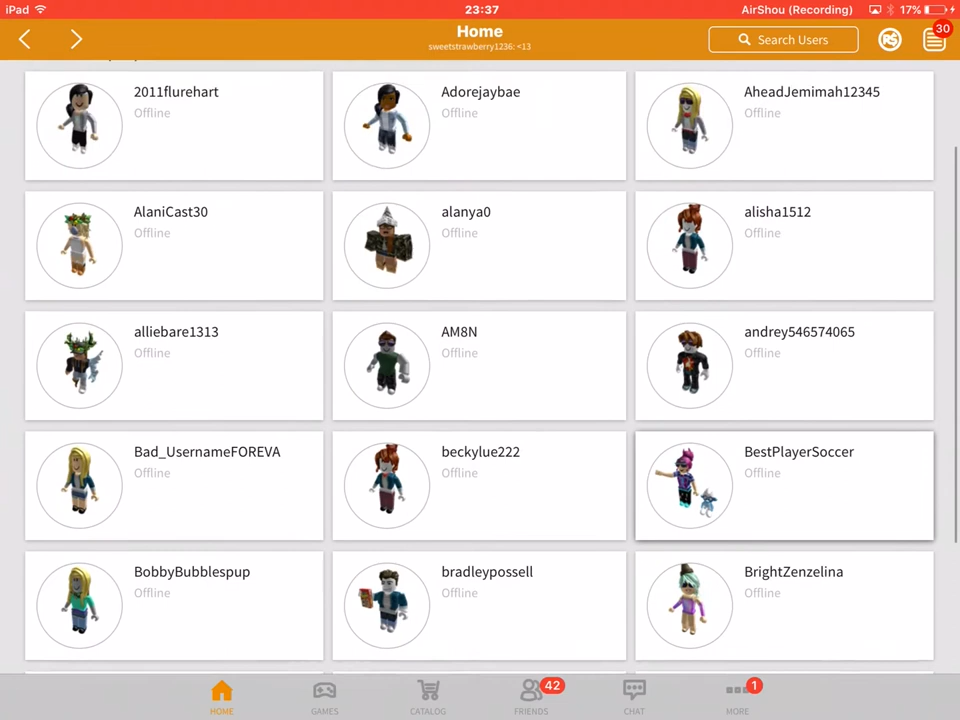 iPad 23:37 AirShou (Recording) 17%
Home
sweetstrawberry1236: <13
Search Users
R$
30
2011flurehart
Offline
Adorejaybae
Offline
AheadJemimah12345
Offline
AlaniCast30
Offline
alanya0
Offline
alisha1512
Offline
alliebare1313
Offline
AM8N
Offline
andrey546574065
Offline
Bad_UsernameFOREVA
Offline
beckylue222
Offline
BestPlayerSoccer
Offline
BobbyBubblespup
Offline
bradleypossell
Offline
BrightZenzelina
Offline
42
1
HOME
GAMES
CATALOG
FRIENDS
CHAT
MORE